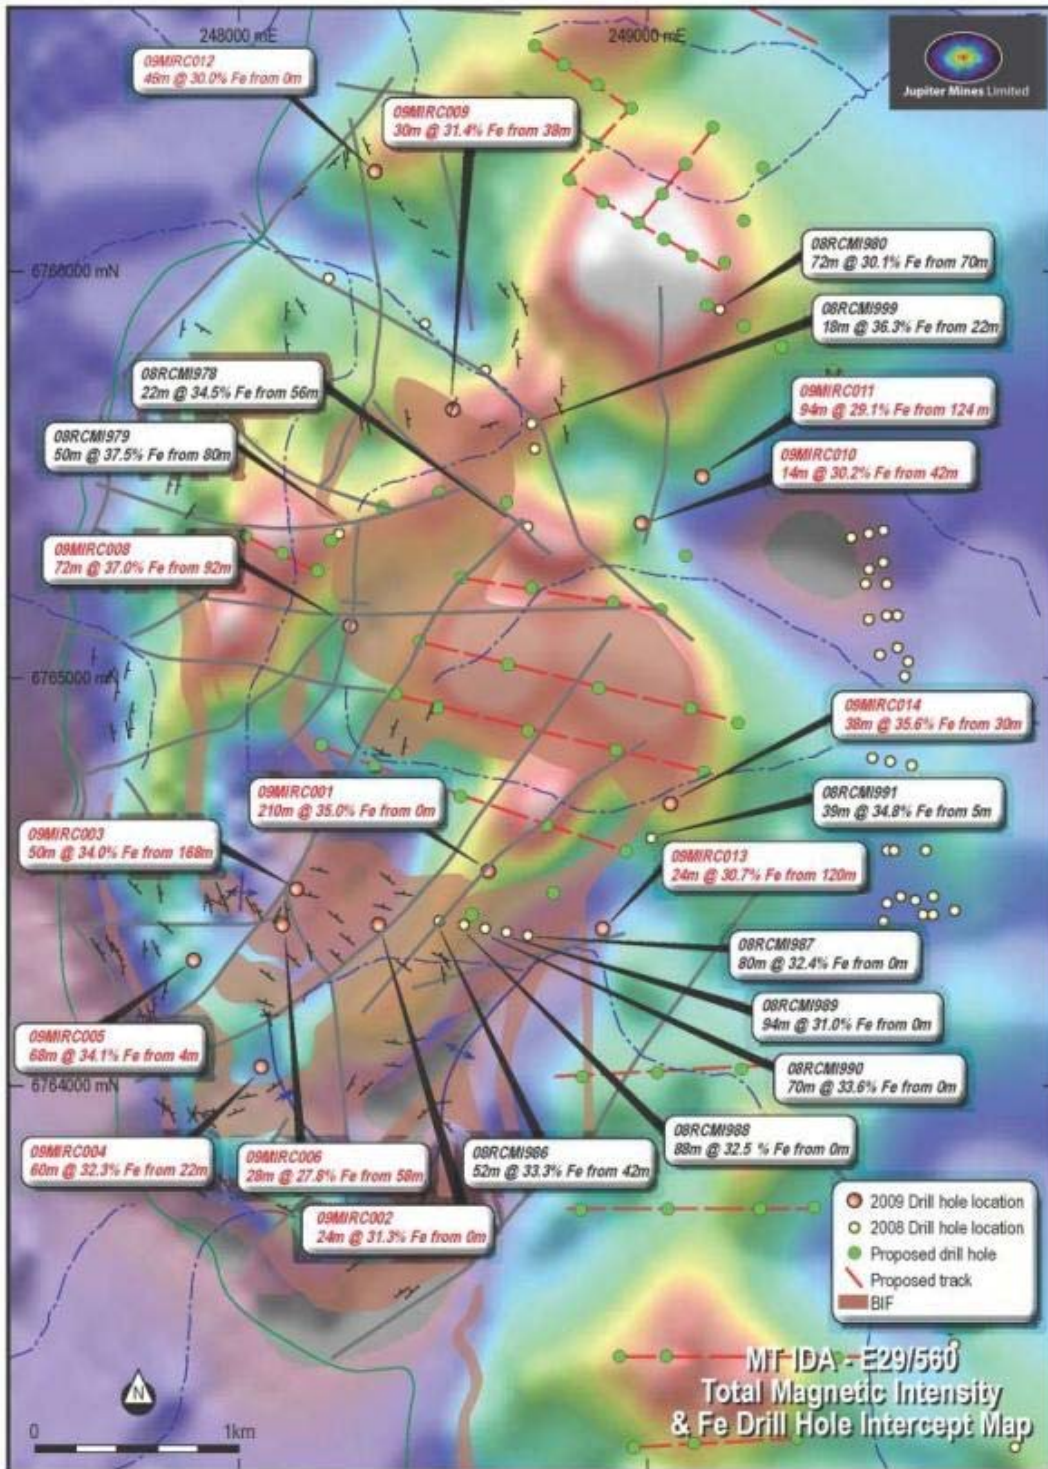 248000 mE
249000 mE
Jupiter Mines Limited
09MIRC012
46m @ 30.0% Fe from 0m
09MIRC009
30m @ 31.4% Fe from 38m
6766000 mN
08RCMI980
72m @ 30.1% Fe from 70m
08RCMI999
18m @ 36.3% Fe from 22m
08RCMI978
22m @ 34.5% Fe from 56m
09MIRC011
94m @ 29.1% Fe from 124 m
08RCMI979
50m @ 37.5% Fe from 80m
09MIRC010
14m @ 30.2% Fe from 42m
09MIRC008
72m @ 37.0% Fe from 92m
6765000 mN
09MIRC014
38m @ 35.6% Fe from 30m
09MIRC001
210m @ 35.0% Fe from 0m
08RCMI991
39m @ 34.8% Fe from 5m
09MIRC003
50m @ 34.0% Fe from 168m
09MIRC013
24m @ 30.7% Fe from 120m
08RCMI987
80m @ 32.4% Fe from 0m
08RCMI989
94m @ 31.0% Fe from 0m
09MIRC005
68m @ 34.1% Fe from 4m
08RCMI990
70m @ 33.6% Fe from 0m
6764000 mN
08RCMI988
88m @ 32.5 % Fe from 0m
09MIRC004
60m @ 32.3% Fe from 22m
09MIRC006
28m @ 27.8% Fe from 58m
08RCMI986
52m @ 33.3% Fe from 42m
09MIRC002
24m @ 31.3% Fe from 0m
2009 Drill hole location
2008 Drill hole location
Proposed drill hole
Proposed track
BIF
MT IDA - E29/560
Total Magnetic Intensity
& Fe Drill Hole Intercept Map
N
0 1km